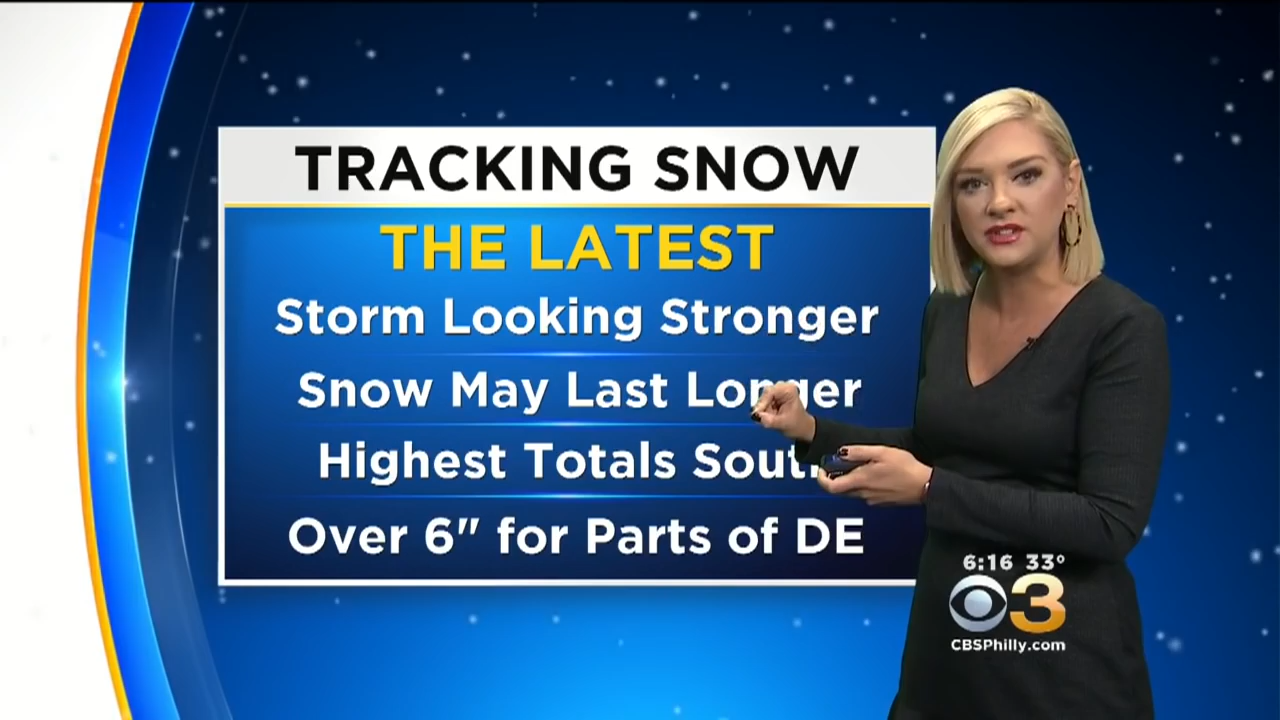 TRACKING SNOW
THE LATEST
Storm Looking Stronger
Snow May Last Longer
Highest Totals South
Over 6" for Parts of DE
6:16 33°
3
CBSPhilly.com